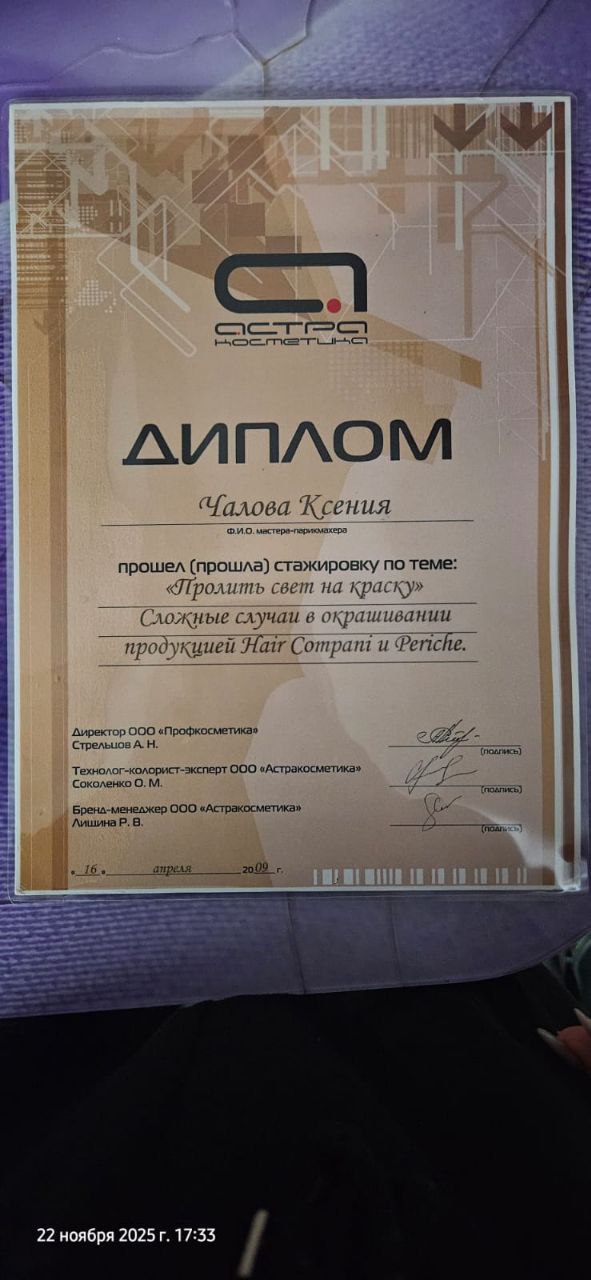 АСТРА
КОСМЕТИКА
ДИПЛОМ
Чалова Ксения
Ф.И.О. мастера-парикмахера
прошел (прошла) стажировку по теме:
«Пролить свет на краску»
Сложные случаи в окрашивании
продукцией Hair Compani и Periche.
Директор ООО «Профкосметика»
Стрельцов А. Н.
(подпись)
Технолог-колорист-эксперт ООО «Астракосметика»
Соколенко О. М.
(подпись)
Бренд-менеджер ООО «Астракосметика»
Лишина Р. В.
(подпись)
«16» апреля 2009 г.
22 ноября 2025 г. 17:33